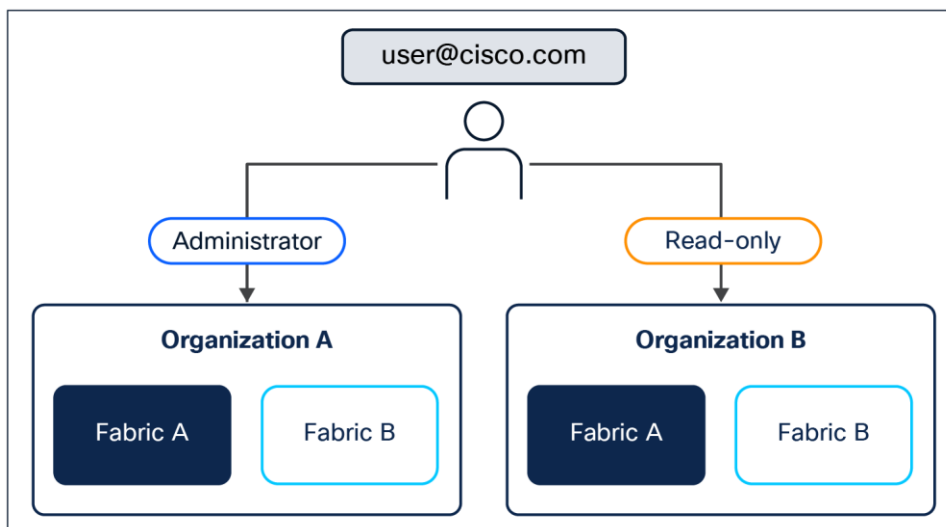 user@cisco.com
Administrator
Read-only
Organization A
Fabric A
Fabric B
Organization B
Fabric A
Fabric B